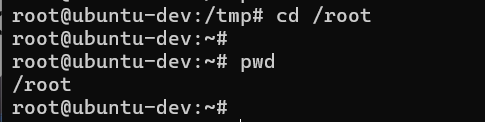 root@ubuntu-dev:/tmp# cd /root
root@ubuntu-dev:~#
root@ubuntu-dev:~# pwd
/root
root@ubuntu-dev:~#